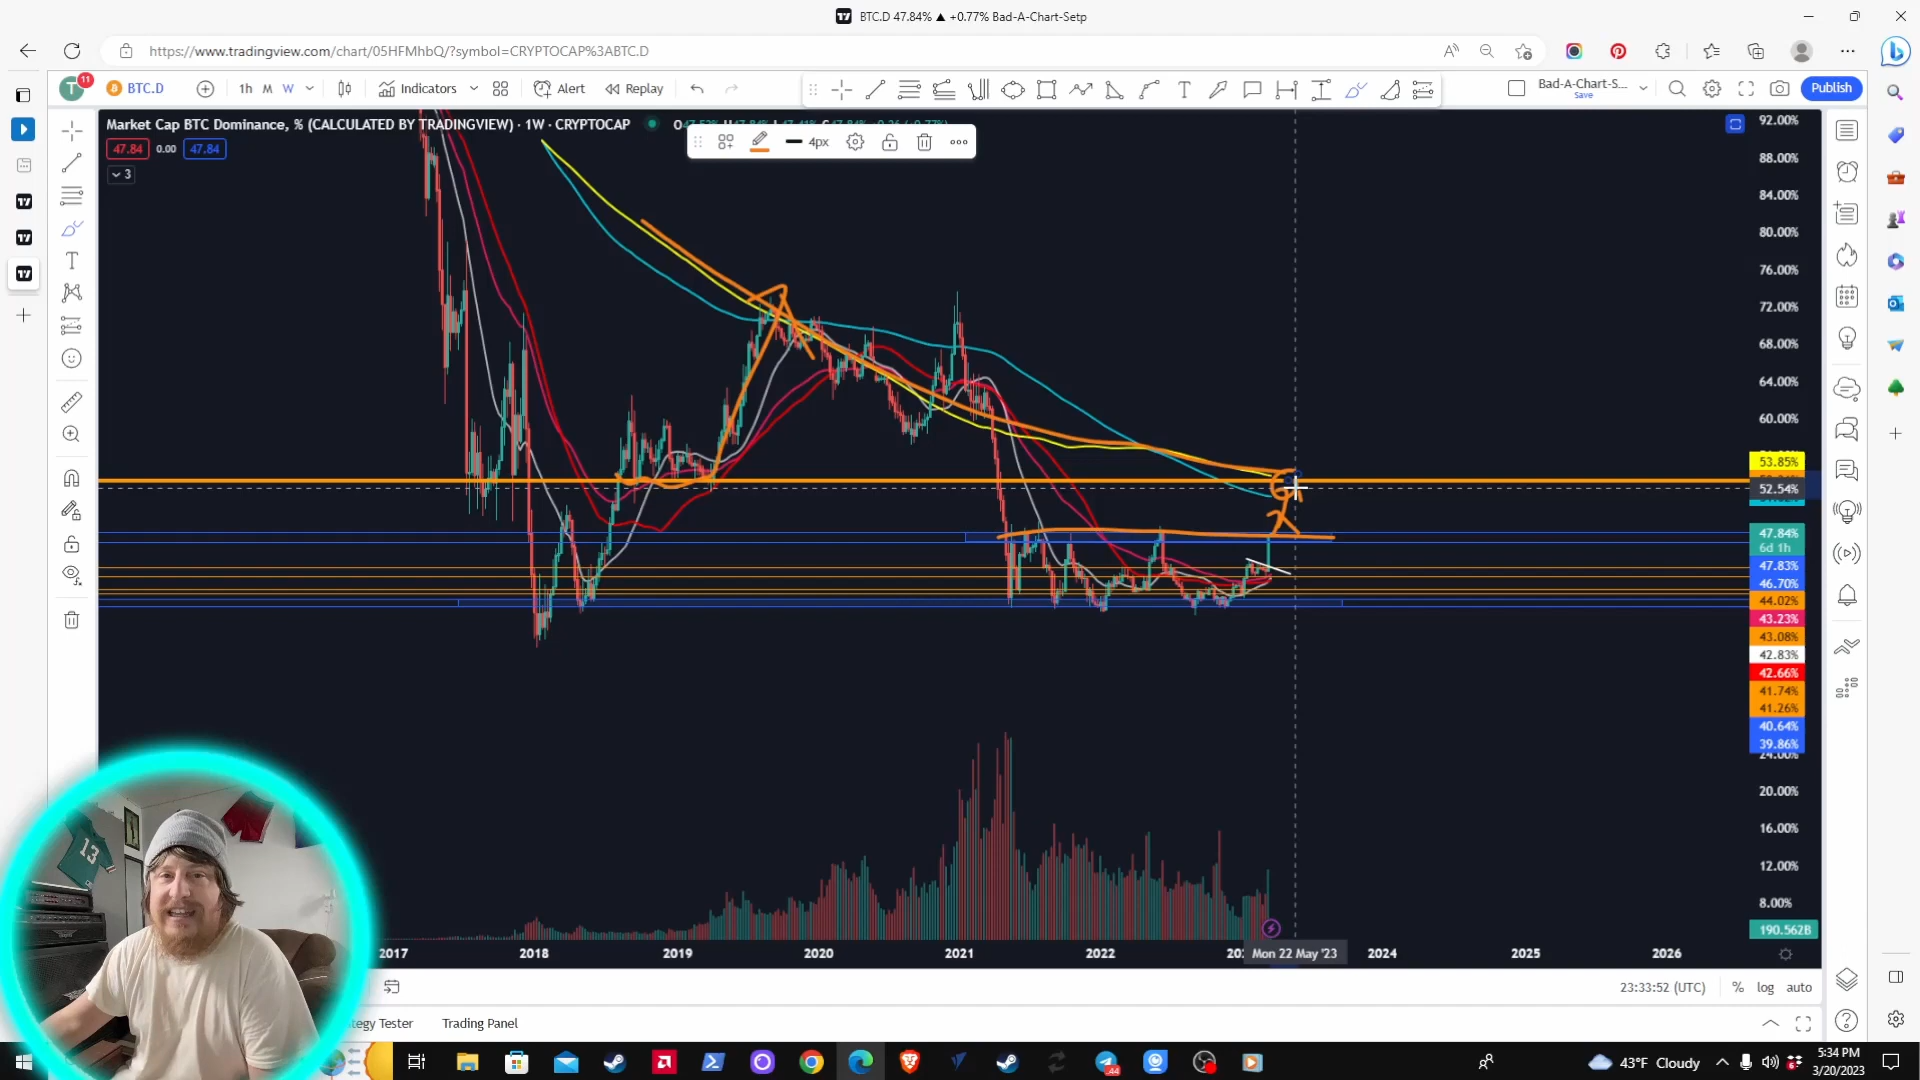 BTC.D 47.84% ▲ +0.77% Bad-A-Chart-Setp
https://www.tradingview.com/chart/05HFMhbQ/?symbol=CRYPTOCAP%3ABTC.D
T 11 BTC.D 1h M W Indicators Alert Replay Bad-A-Chart-S... Save Publish
Market Cap BTC Dominance, % (CALCULATED BY TRADINGVIEW) · 1W · CRYPTOCAP
47.84 0.00 47.84
4px
3
92.00%
88.00%
84.00%
80.00%
76.00%
72.00%
68.00%
64.00%
60.00%
53.85%
52.54%
47.84%
6d 1h
47.83%
46.70%
44.02%
43.23%
43.08%
42.83%
42.66%
41.74%
41.26%
40.64%
39.86%
24.00%
20.00%
16.00%
12.00%
8.00%
190.562B
13
2017 2018 2019 2020 2021 2022 Mon 22 May '23 2024 2025 2026
23:33:52 (UTC) % log auto
tegy Tester Trading Panel
43°F Cloudy
5:34 PM
3/20/2023